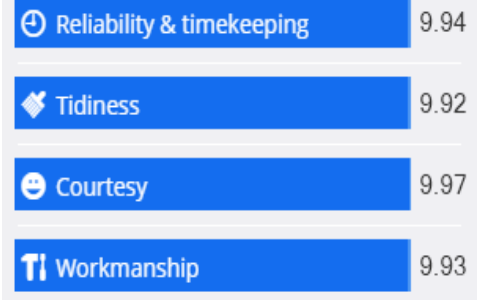 Reliability & timekeeping 9.94
Tidiness 9.92
Courtesy 9.97
Workmanship 9.93